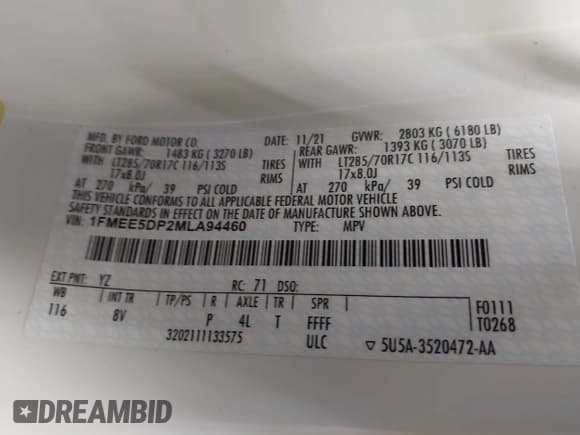 MFD. BY FORD MOTOR CO. DATE: 11/21 GVWR: 2803 KG ( 6180 LB)
FRONT GAWR: 1483 KG ( 3270 LB) REAR GAWR: 1393 KG ( 3070 LB)
WITH LT285/70R17C 116/113S TIRES WITH LT285/70R17C 116/113S TIRES
17x8.0J RIMS 17x8.0J RIMS
AT 270 kPa/ 39 PSI COLD AT 270 kPa/ 39 PSI COLD
THIS VEHICLE CONFORMS TO ALL APPLICABLE FEDERAL MOTOR VEHICLE
SAFETY STANDARDS IN EFFECT ON THE DATE OF MANUFACTURE SHOWN ABOVE.
VIN: 1FMEE5DP2MLA94460 TYPE: MPV
EXT PNT: YZ RC: 71 DSO:
WB INT TR TP/PS R AXLE TR SPR F0111
116 8V P 4L T FFFF T0268
3202111133575 ULC ▽ 5U5A-3520472-AA
DREAMBID